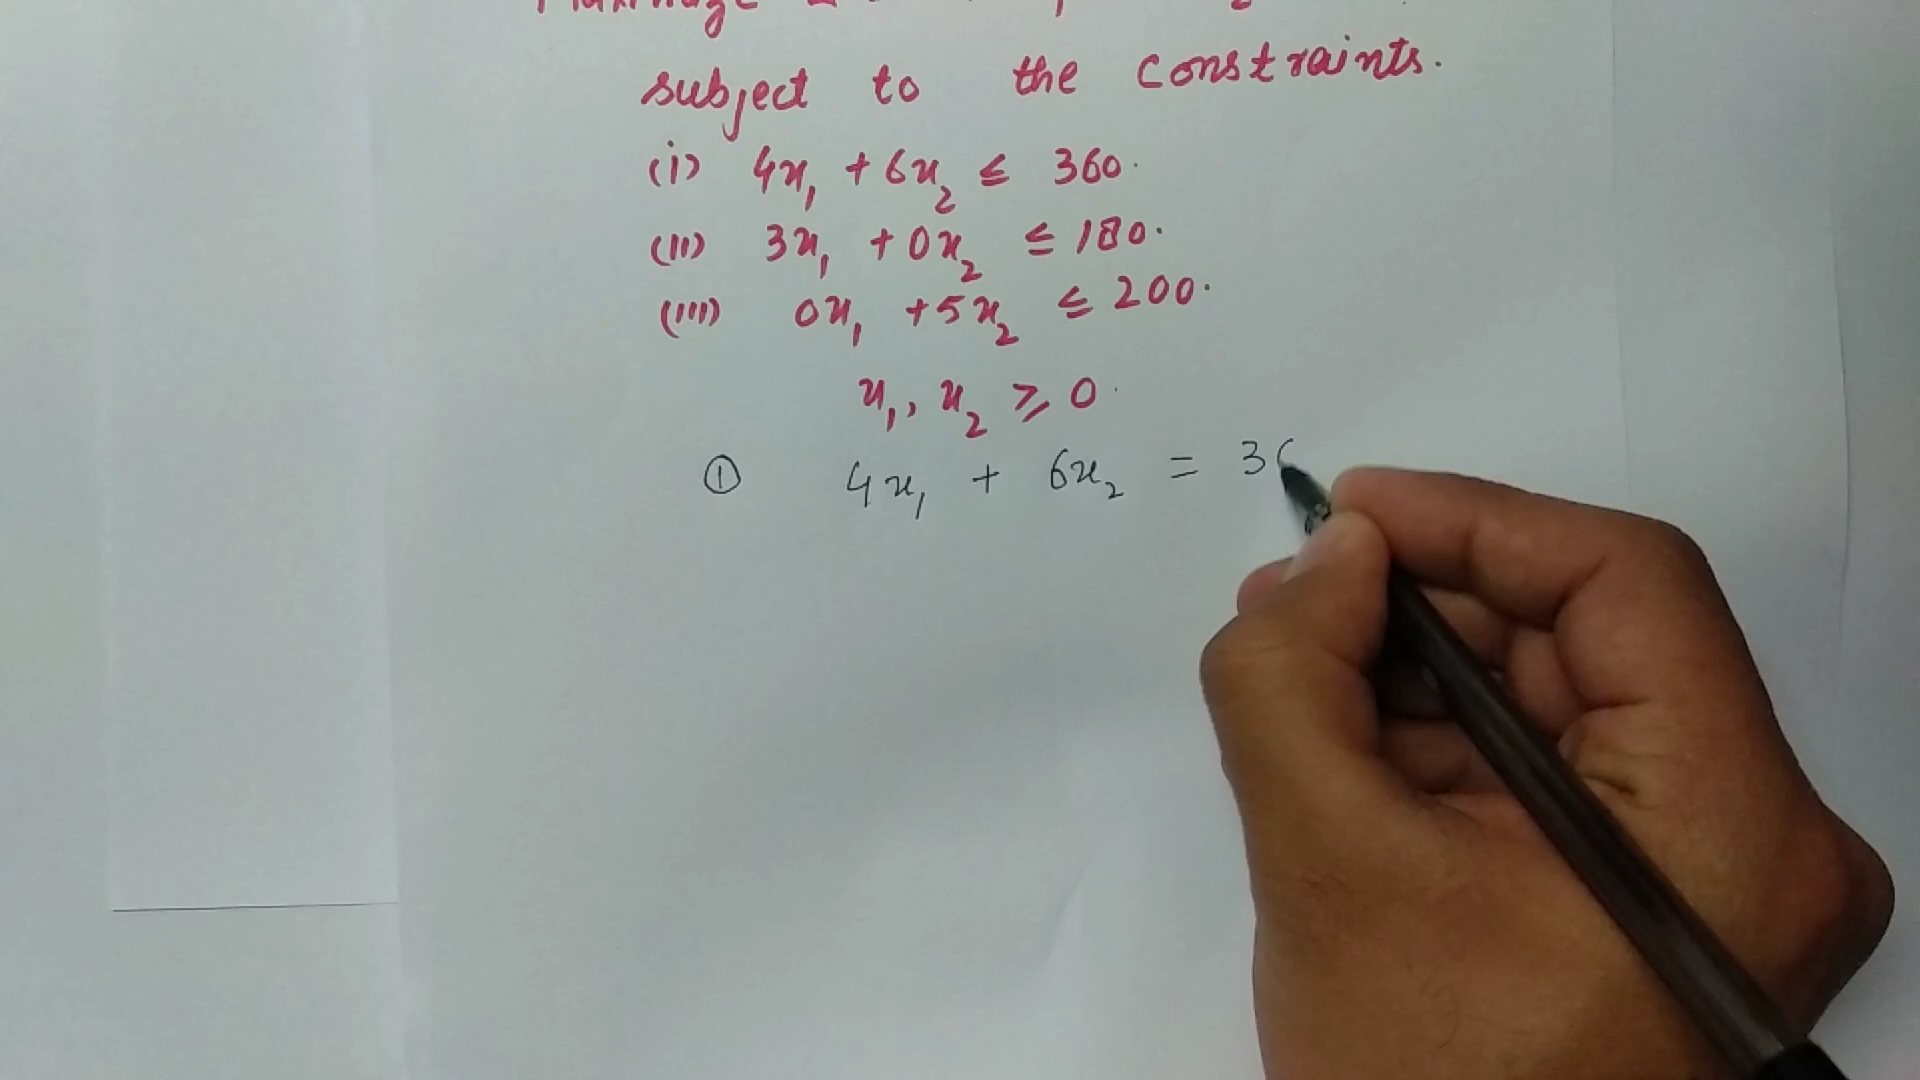 subject to the constraints.
(i) 4x₁ + 6x₂ ≤ 360.
(ii) 3x₁ + 0x₂ ≤ 180.
(iii) 0x₁ + 5x₂ ≤ 200.
x₁, x₂ ≥ 0.
① 4x₁ + 6x₂ = 36